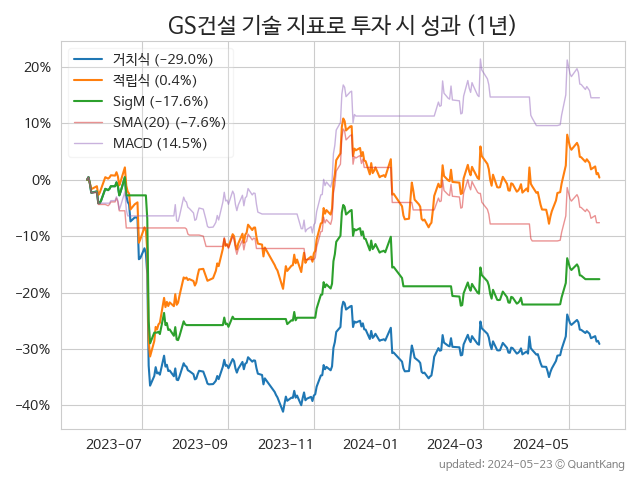 GS건설 기술 지표로 투자 시 성과 (1년)
거치식 (−29.0%)
적립식 (0.4%)
SigM (−17.6%)
SMA(20) (−7.6%)
MACD (14.5%)
20%
10%
0%
−10%
−20%
−30%
−40%
2023−07
2023−09
2023−11
2024−01
2024−03
2024−05
updated: 2024−05−23 ⓒ QuantKang